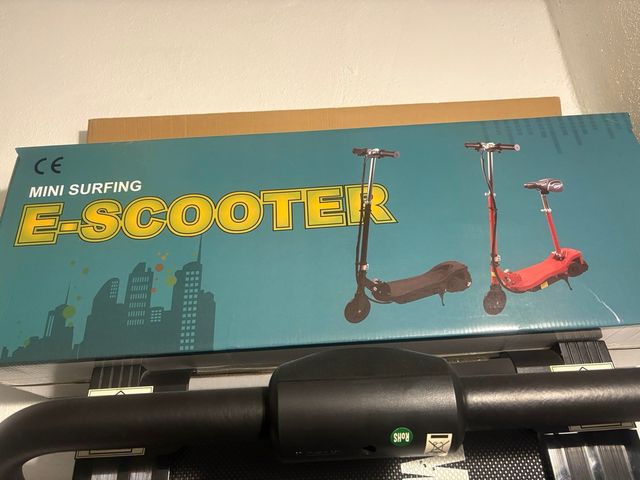 CE
MINI SURFING
E-SCOOTER
RoHS